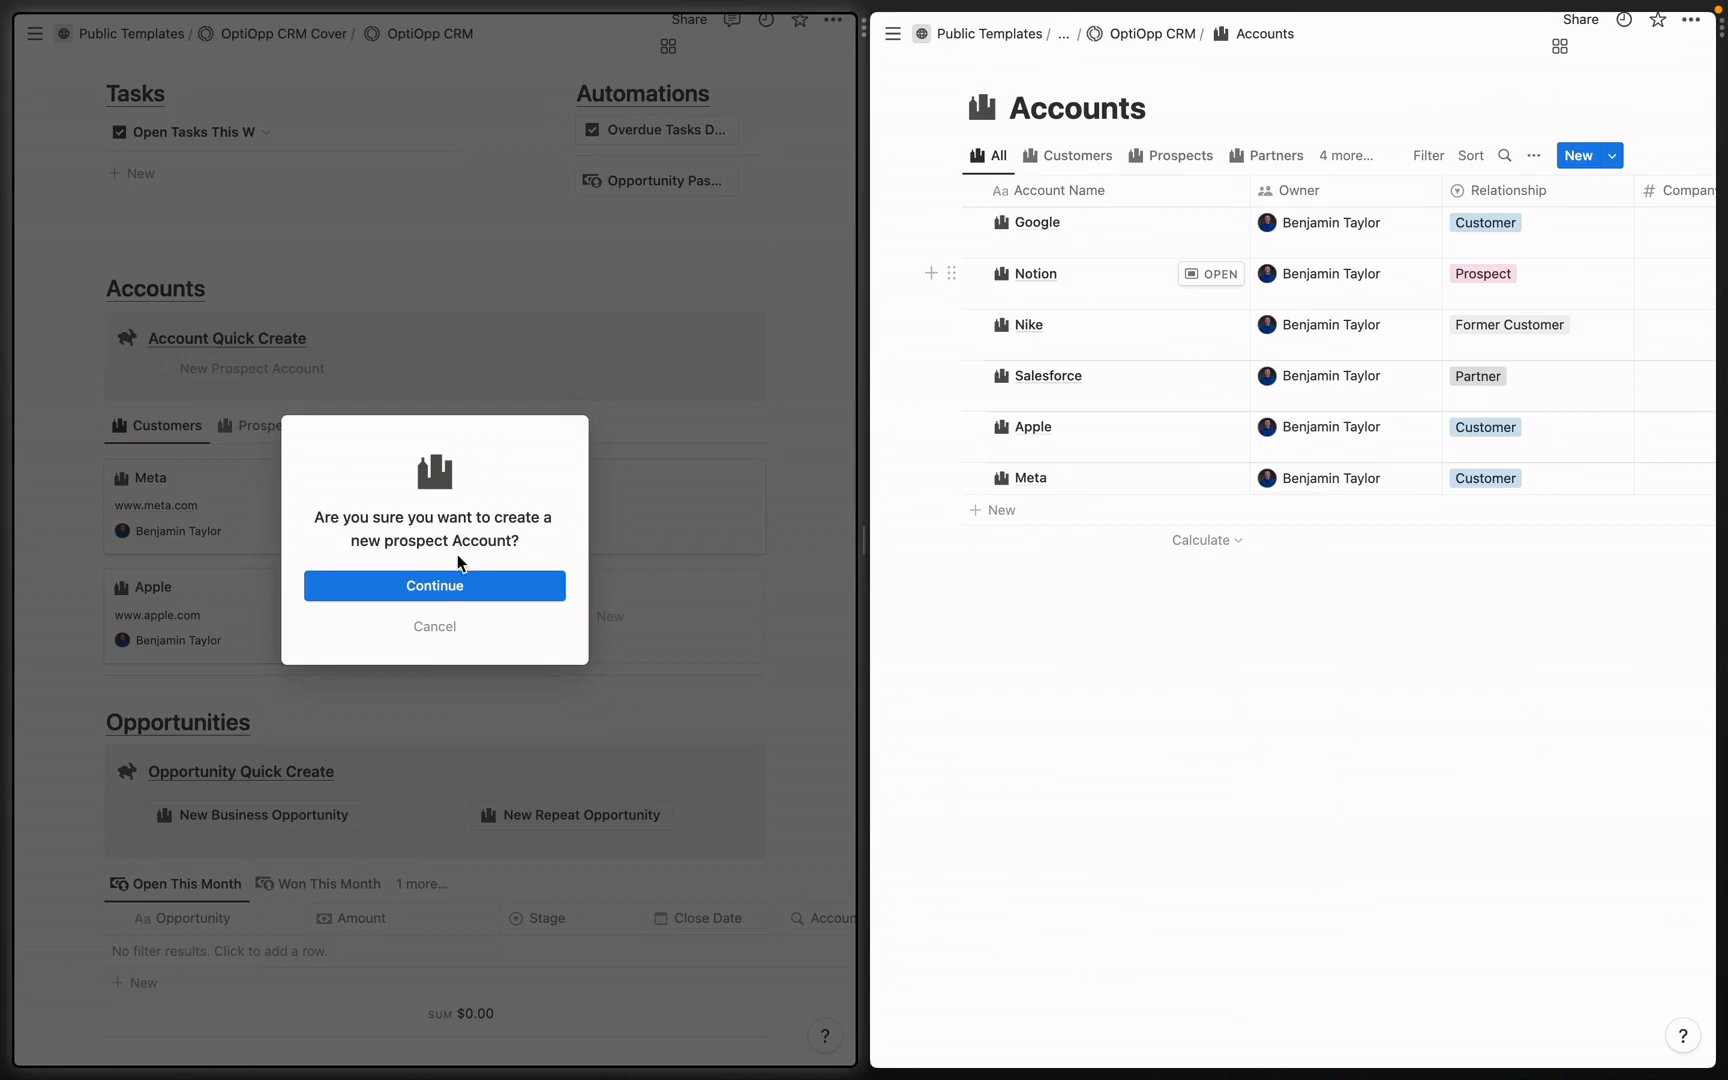 Share
Public Templates / OptiOpp CRM Cover / OptiOpp CRM
Tasks
Open Tasks This W
+ New
Automations
Overdue Tasks D...
Opportunity Pas...
Accounts
Account Quick Create
New Prospect Account
Customers
Prospe
Meta
www.meta.com
Benjamin Taylor
Apple
www.apple.com
Benjamin Taylor
New
Are you sure you want to create a
new prospect Account?
Continue
Cancel
Opportunities
Opportunity Quick Create
New Business Opportunity
New Repeat Opportunity
Open This Month Won This Month 1 more...
Aa Opportunity Amount Stage Close Date Accoun
No filter results. Click to add a row.
+ New
SUM $0.00
?
Share
Public Templates / ... / OptiOpp CRM / Accounts
Accounts
All Customers Prospects Partners 4 more... Filter Sort New
Aa Account Name Owner Relationship # Compan
Google Benjamin Taylor Customer
Notion OPEN Benjamin Taylor Prospect
Nike Benjamin Taylor Former Customer
Salesforce Benjamin Taylor Partner
Apple Benjamin Taylor Customer
Meta Benjamin Taylor Customer
+ New
Calculate
?